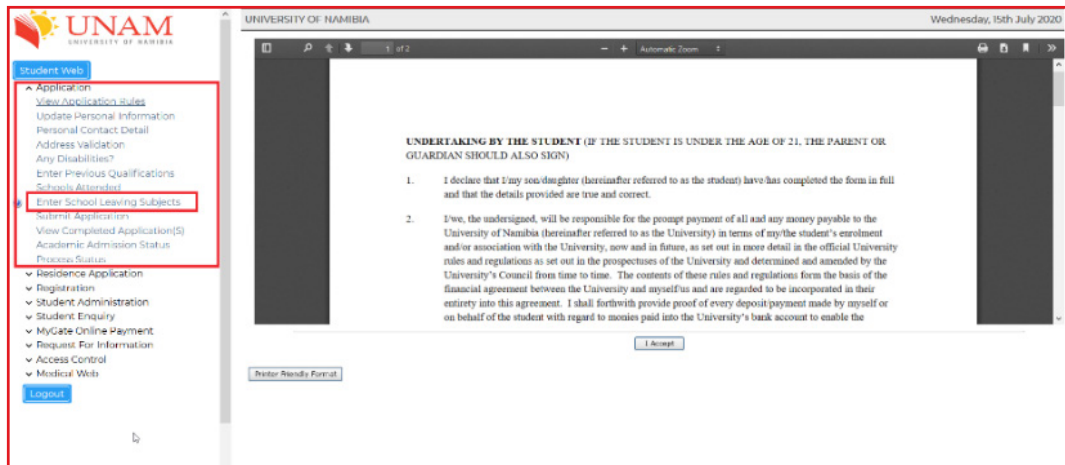 UNAM
UNIVERSITY OF NAMIBIA
Student Web
Application
View Application Rules
Update Personal Information
Personal Contact Detail
Address Validation
Any Disabilities?
Enter Previous Qualifications
Schools Attended
Enter School Leaving Subjects
Submit Application
View Completed Application(S)
Academic Admission Status
Process Status
Residence Application
Registration
Student Administration
Student Enquiry
MyGate Online Payment
Request For Information
Access Control
Medical Web
Logout
UNIVERSITY OF NAMIBIA
Wednesday, 15th July 2020
1 of 2
Automatic Zoom
UNDERTAKING BY THE STUDENT (IF THE STUDENT IS UNDER THE AGE OF 21, THE PARENT OR
GUARDIAN SHOULD ALSO SIGN)
1. I declare that I/my son/daughter (hereinafter referred to as the student) have/has completed the form in full
and that the details provided are true and correct.
2. I/we, the undersigned, will be responsible for the prompt payment of all and any money payable to the
University of Namibia (hereinafter referred to as the University) in terms of my/the student's enrolment
and/or association with the University, now and in future, as set out in more detail in the official University
rules and regulations as set out in the prospectuses of the University and determined and amended by the
University's Council from time to time. The contents of these rules and regulations form the basis of the
financial agreement between the University and myself/us and are regarded to be incorporated in their
entirety into this agreement. I shall forthwith provide proof of every deposit/payment made by myself or
on behalf of the student with regard to monies paid into the University's bank account to enable the
I Accept
Printer Friendly Format